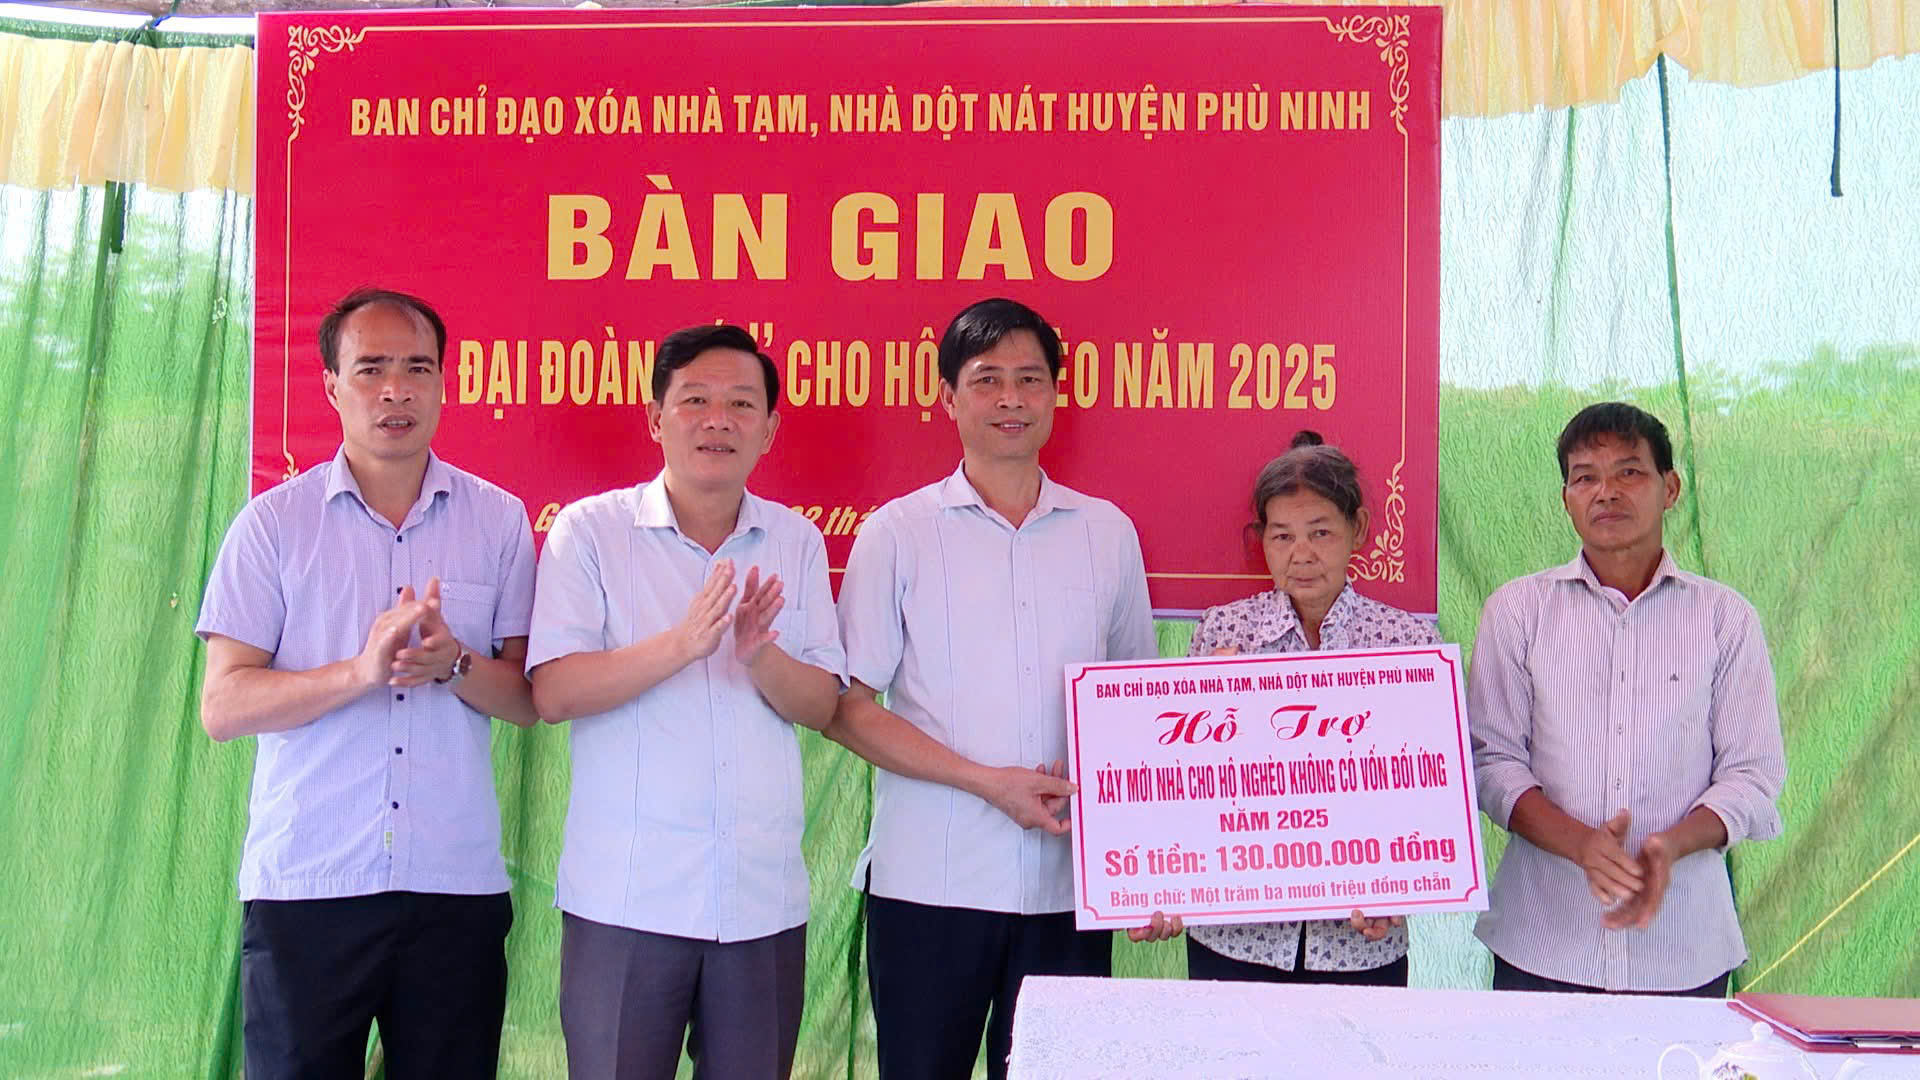 BAN CHỈ ĐẠO XÓA NHÀ TẠM, NHÀ DỘT NÁT HUYỆN PHÙ NINH
BÀN GIAO
ĐẠI ĐOÀN " CHO HỘ NĂM 2025
BAN CHỈ ĐẠO XÓA NHÀ TẠM, NHÀ DỘT NÁT HUYỆN PHÙ NINH
Hỗ Trợ
XÂY MỚI NHÀ CHO HỘ NGHÈO KHÔNG CÓ VỐN ĐỐI ỨNG
NĂM 2025
Số tiền: 130.000.000 đồng
Bằng chữ: Một trăm ba mươi triệu đồng chẵn